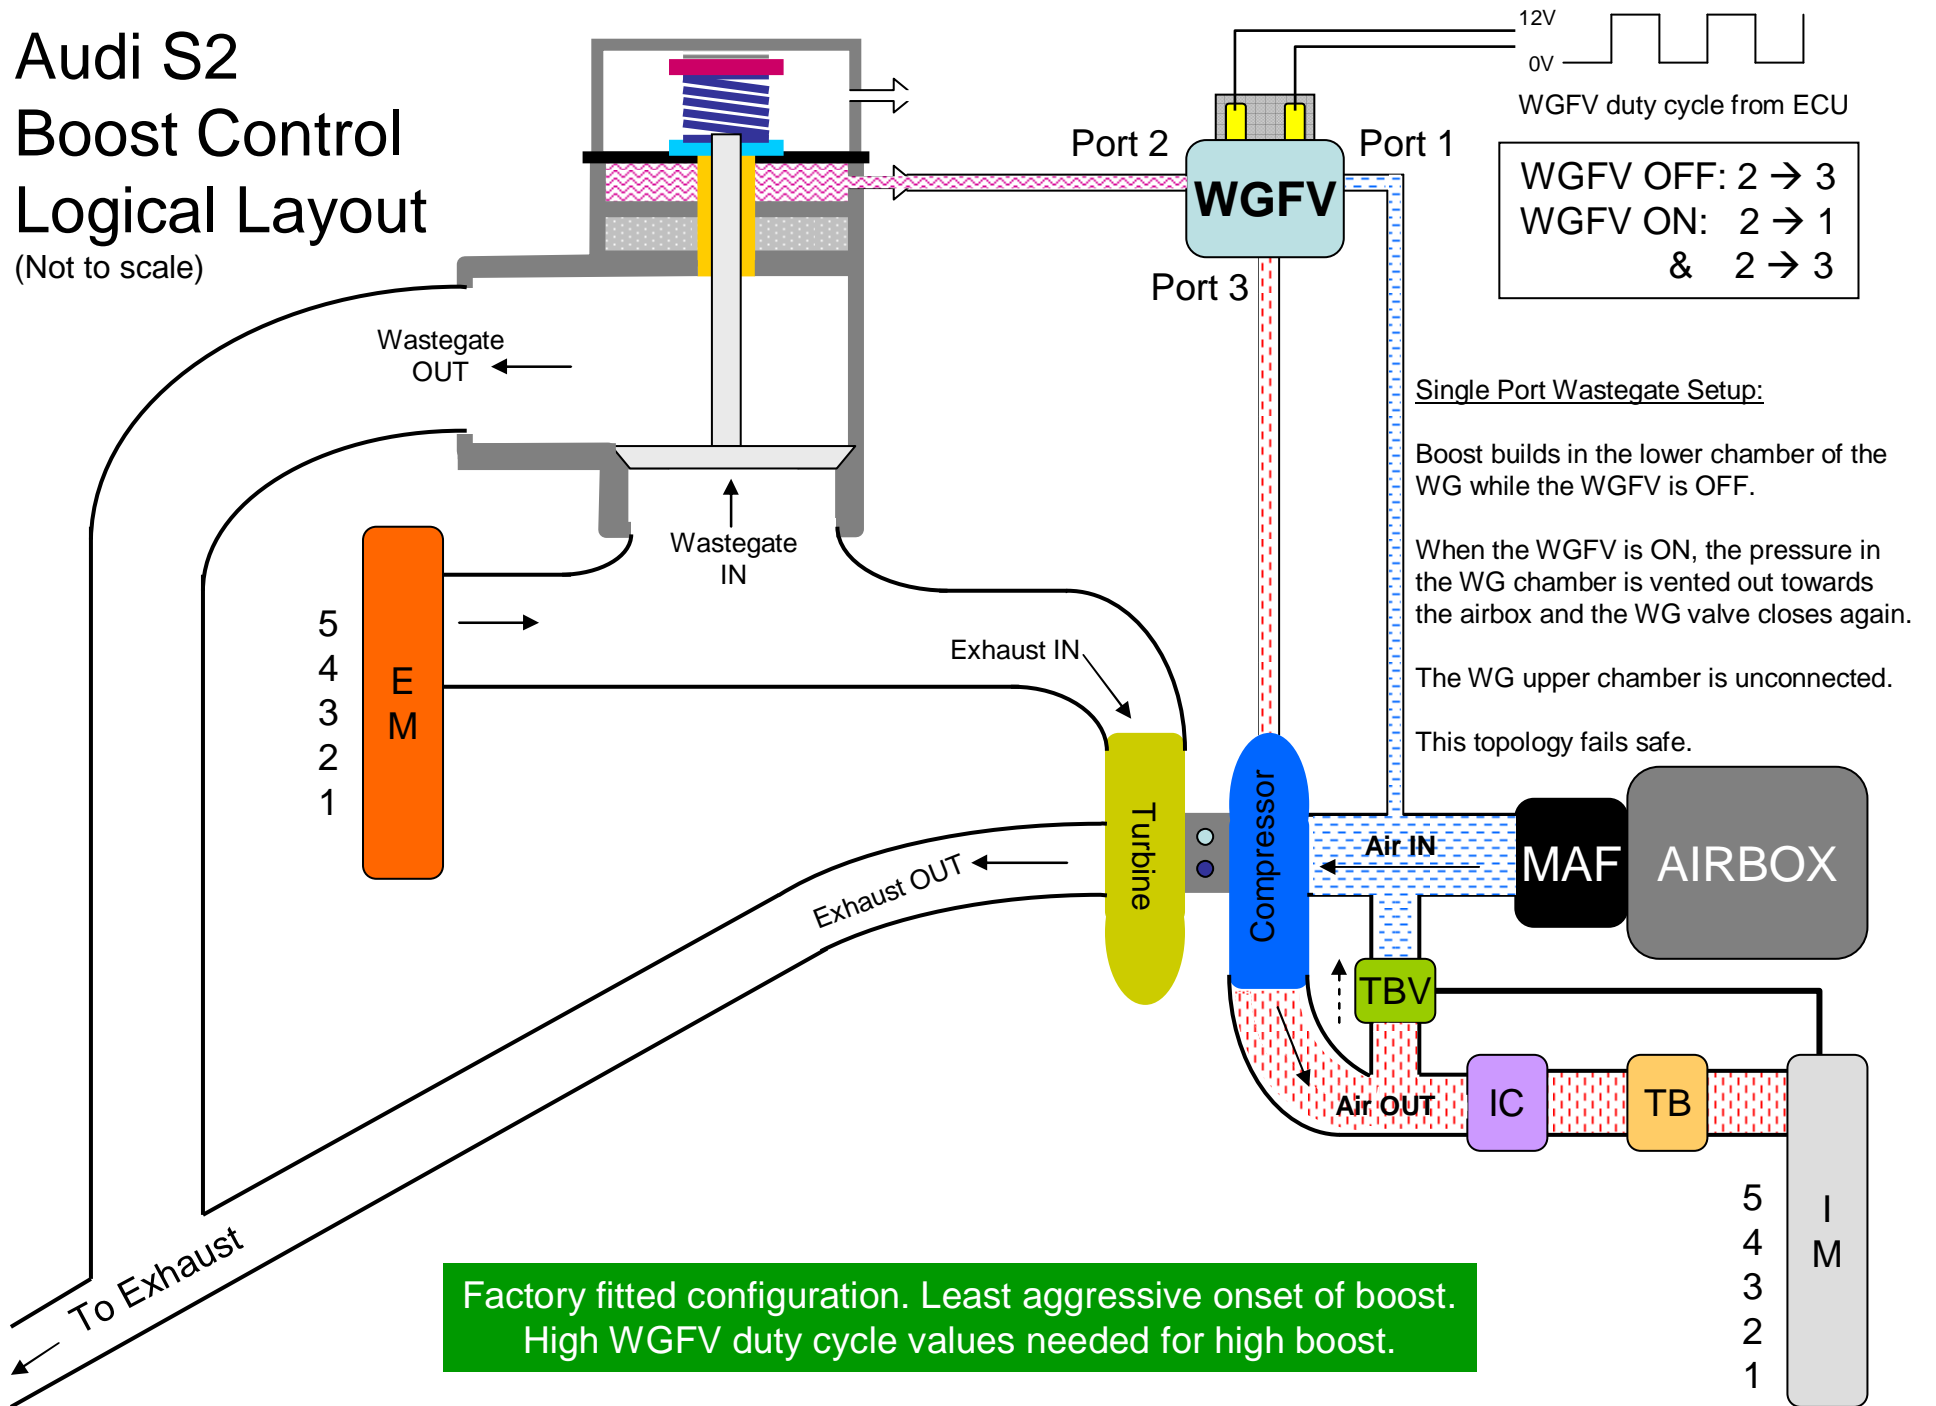 Audi S2
Boost Control
Logical Layout
(Not to scale)
12V
0V
WGFV duty cycle from ECU
Port 2
Port 1
WGFV
Port 3
WGFV OFF: 2 → 3
WGFV ON: 2 → 1
& 2 → 3
Wastegate
OUT
Wastegate
IN
Single Port Wastegate Setup:
Boost builds in the lower chamber of the
WG while the WGFV is OFF.
When the WGFV is ON, the pressure in
the WG chamber is vented out towards
the airbox and the WG valve closes again.
The WG upper chamber is unconnected.
This topology fails safe.
5
4
3
2
1
E
M
Exhaust IN
Turbine
Compressor
Air IN
MAF
AIRBOX
Exhaust OUT
TBV
Air OUT
IC
TB
I
M
5
4
3
2
1
To Exhaust
Factory fitted configuration. Least aggressive onset of boost.
High WGFV duty cycle values needed for high boost.